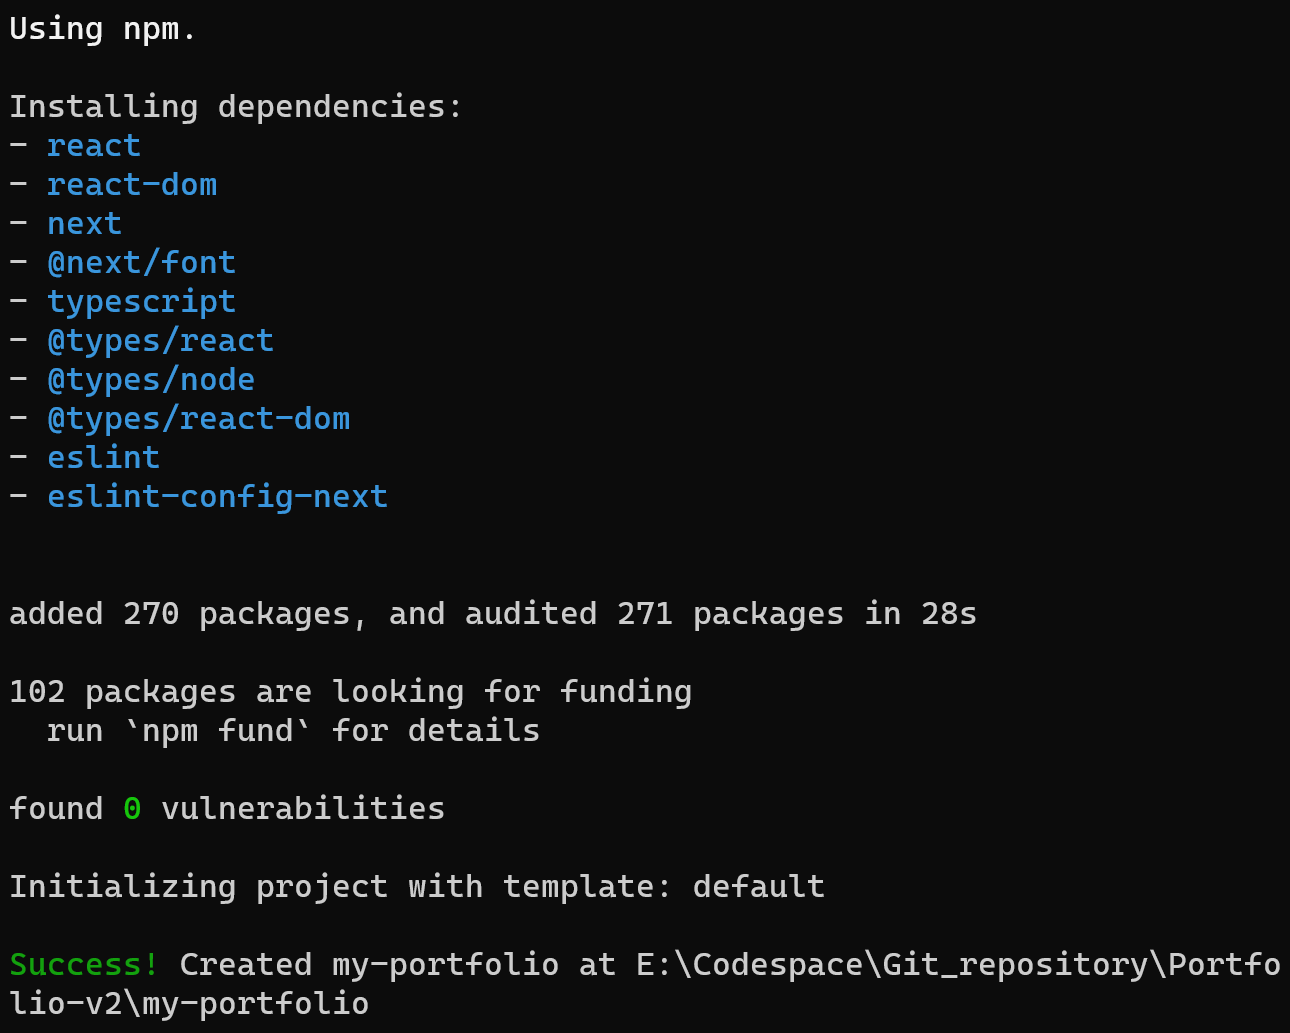 Using npm.
Installing dependencies:
- react
- react-dom
- next
- @next/font
- typescript
- @types/react
- @types/node
- @types/react-dom
- eslint
- eslint-config-next
added 270 packages, and audited 271 packages in 28s
102 packages are looking for funding
  run `npm fund` for details
found 0 vulnerabilities
Initializing project with template: default
Success! Created my-portfolio at E:\Codespace\Git_repository\Portfo
lio-v2\my-portfolio